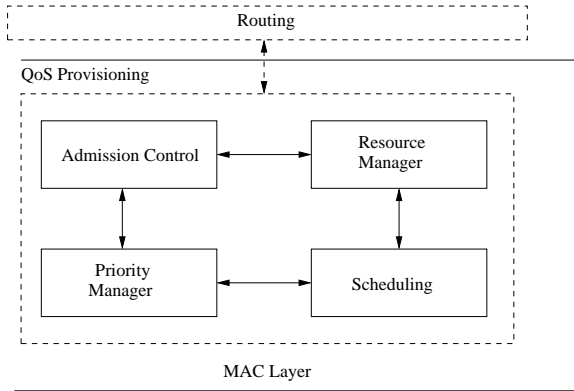 Routing
QoS Provisioning
Admission Control
Resource
Manager
Priority
Manager
Scheduling
MAC Layer